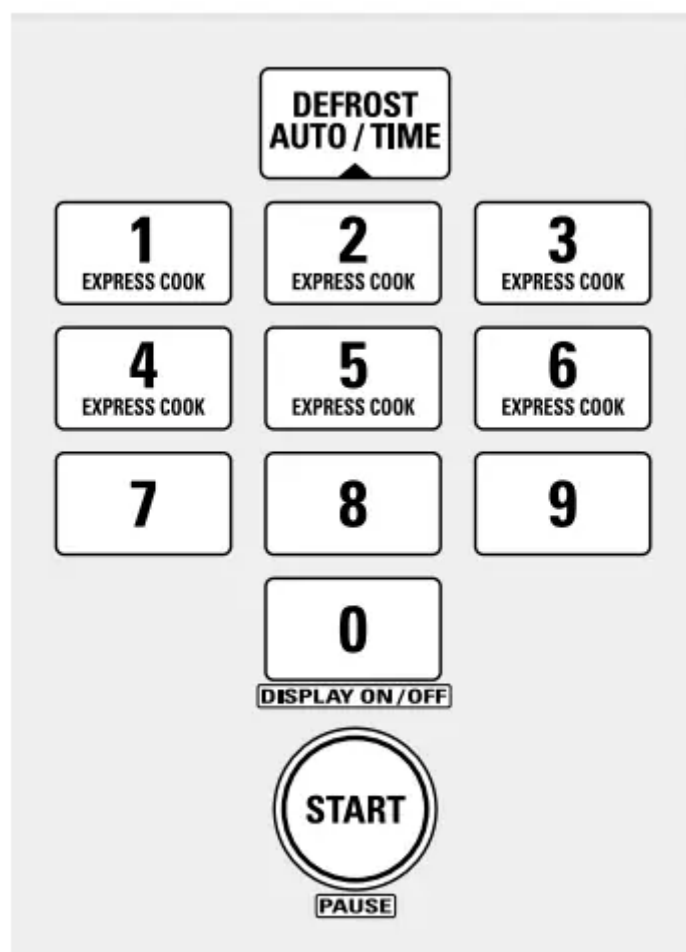 DEFROST
AUTO / TIME
1 2 3
EXPRESS COOK EXPRESS COOK EXPRESS COOK
4 5 6
EXPRESS COOK EXPRESS COOK EXPRESS COOK
7 8 9
0
DISPLAY ON/OFF
START
PAUSE